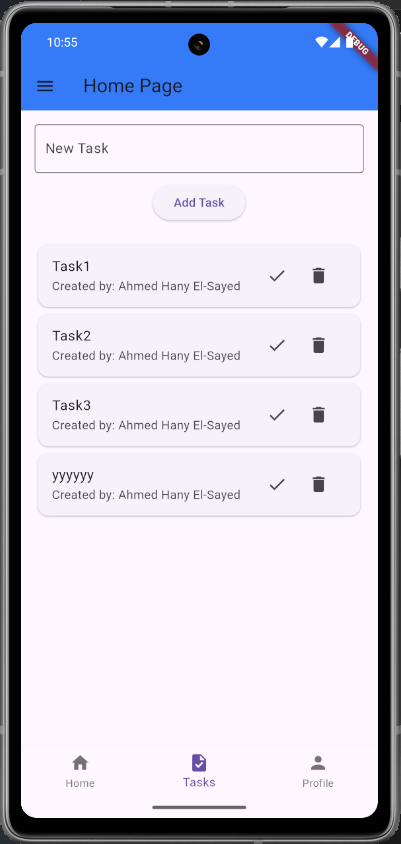 10:55
DEBUG
Home Page
New Task
Add Task
Task1
Created by: Ahmed Hany El-Sayed
Task2
Created by: Ahmed Hany El-Sayed
Task3
Created by: Ahmed Hany El-Sayed
yyyyyy
Created by: Ahmed Hany El-Sayed
Home
Tasks
Profile